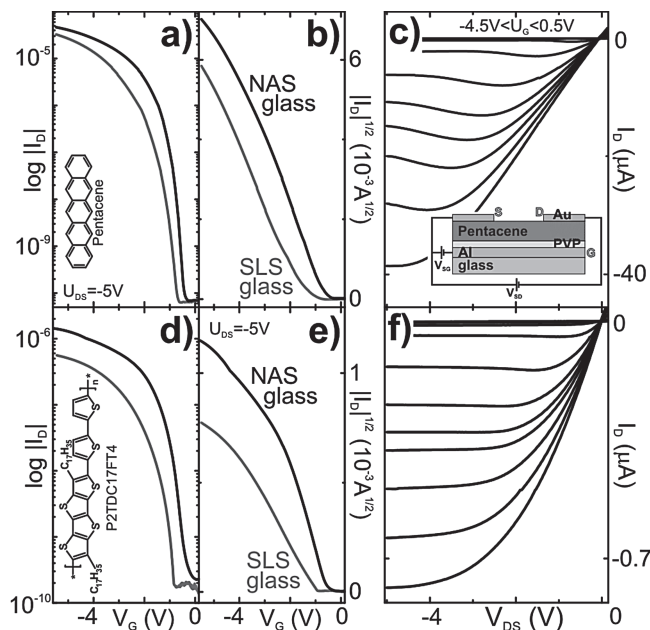 a)
b)
c)
-4.5V<U_G<0.5V
0
10^-5
6
NAS
glass
log |I_D|
Pentacene
|I_D|^1/2 (10^-3 A^1/2)
I_D (μA)
10^-9
SLS
glass
S
D
Au
Pentacene
PVP
Al
G
V_SG
glass
V_SD
U_DS=-5V
0
-40
d)
U_DS=-5V
e)
f)
0
10^-6
NAS
glass
1
log |I_D|
*
n
S
S
C17H35
S
S
S
S
C17H35
*
P2TDC17FT4
|I_D|^1/2 (10^-3 A^1/2)
I_D (μA)
SLS
glass
-0.7
10^-10
0
-4
V_G (V)
0
-4
V_G (V)
0
-4
V_DS (V)
0